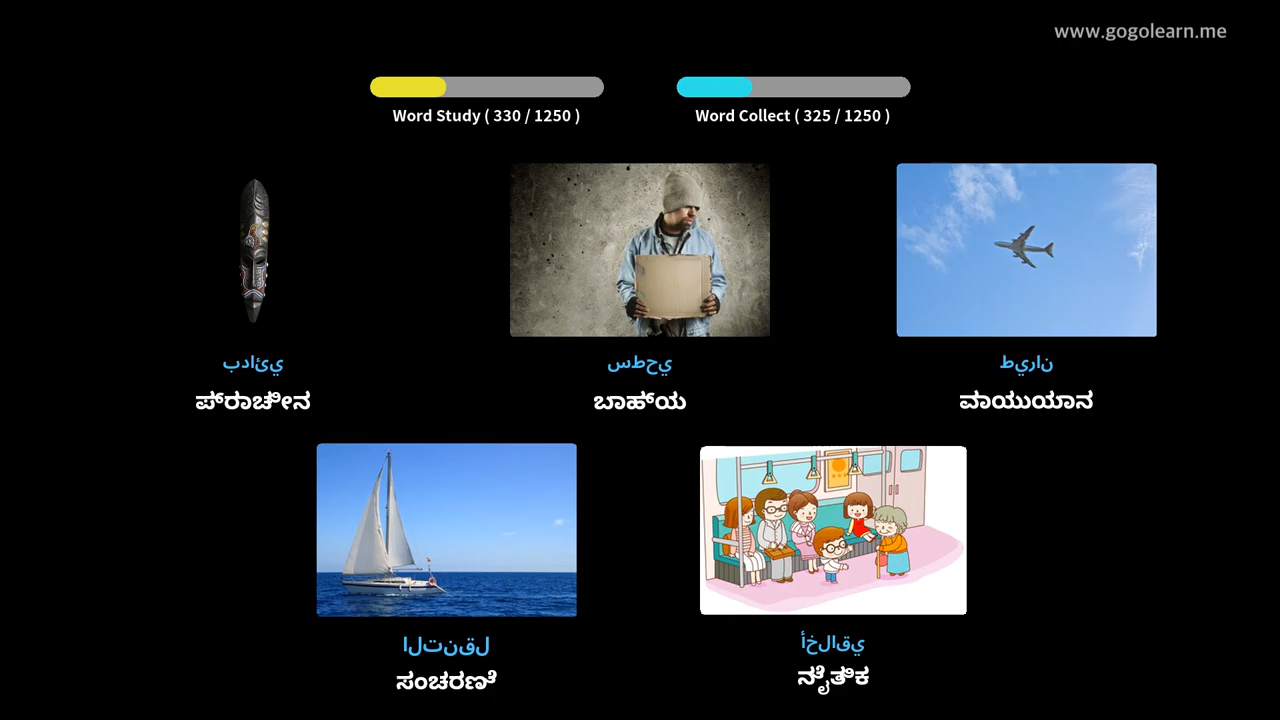 www.gogolearn.me
Word Study ( 330 / 1250 )
Word Collect ( 325 / 1250 )
بدائي
سطحي
طيران
ಪ್ರಾಚೀನ
ಬಾಹ್ಯ
ವಾಯುಯಾನ
التنقل
أخلاقي
ಸಂಚರಣೆ
ನೈತಿಕ